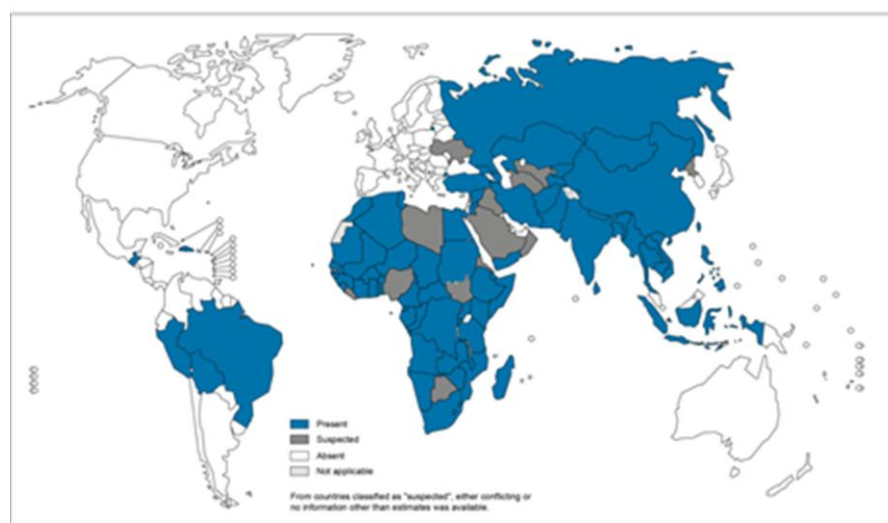 Present
Suspected
Absent
Not applicable
From countries classified as "suspected", either conflicting or
no information other than estimates was available.